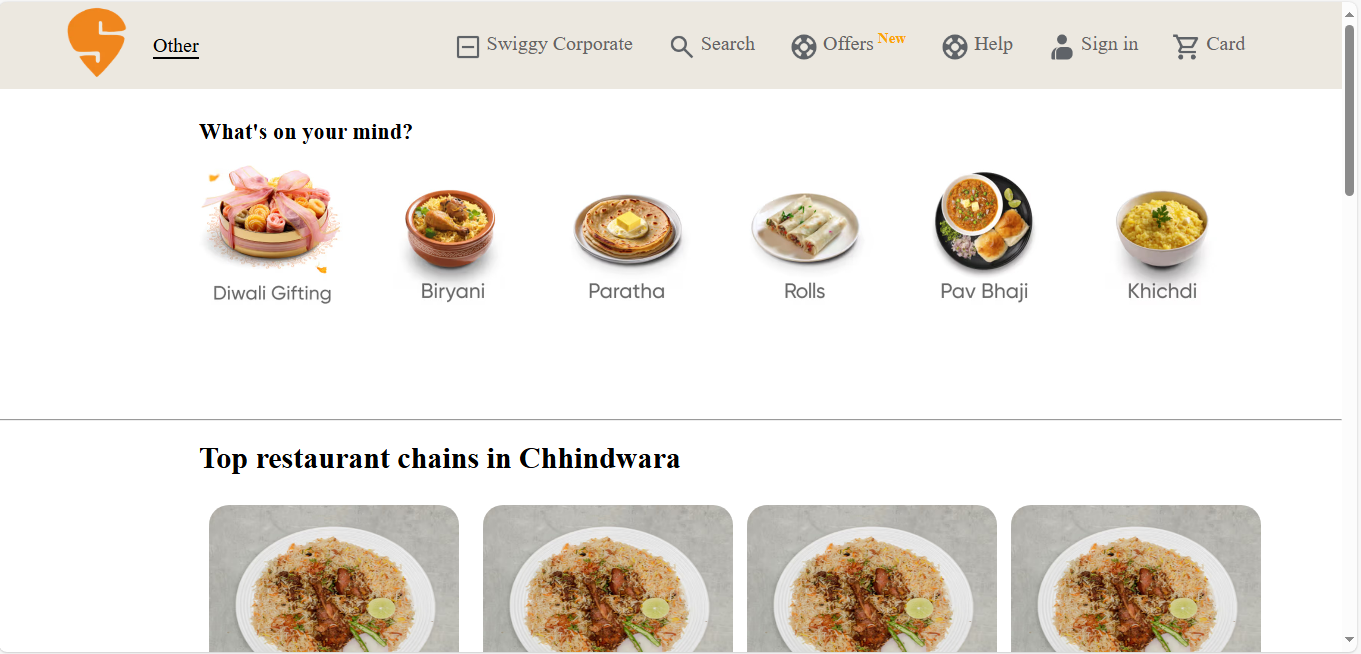 Other
Swiggy Corporate
Search
Offers New
Help
Sign in
Card
What's on your mind?
Diwali Gifting
Biryani
Paratha
Rolls
Pav Bhaji
Khichdi
Top restaurant chains in Chhindwara